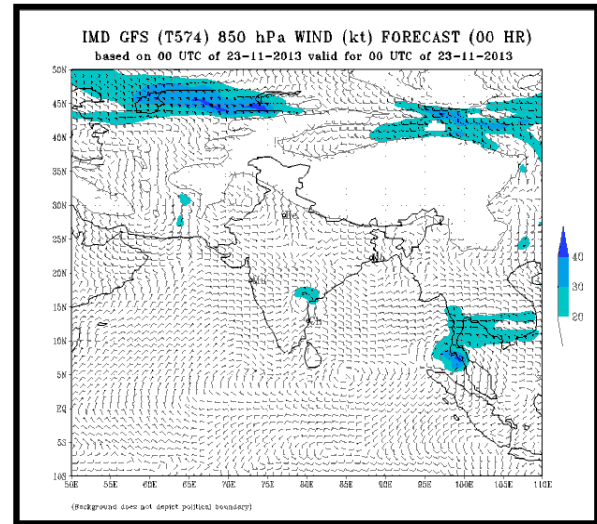 IMD GFS (T574) 850 hPa WIND (kt) FORECAST (00 HR)
based on 00 UTC of 23-11-2013 valid for 00 UTC of 23-11-2013
50N
45N
40N
35N
30N
25N
20N
15N
10N
5N
EQ
5S
10S
50E 55E 60E 65E 70E 75E 80E 85E 90E 95E 100E 105E 110E
40
30
20
(Background does not depict political boundary)